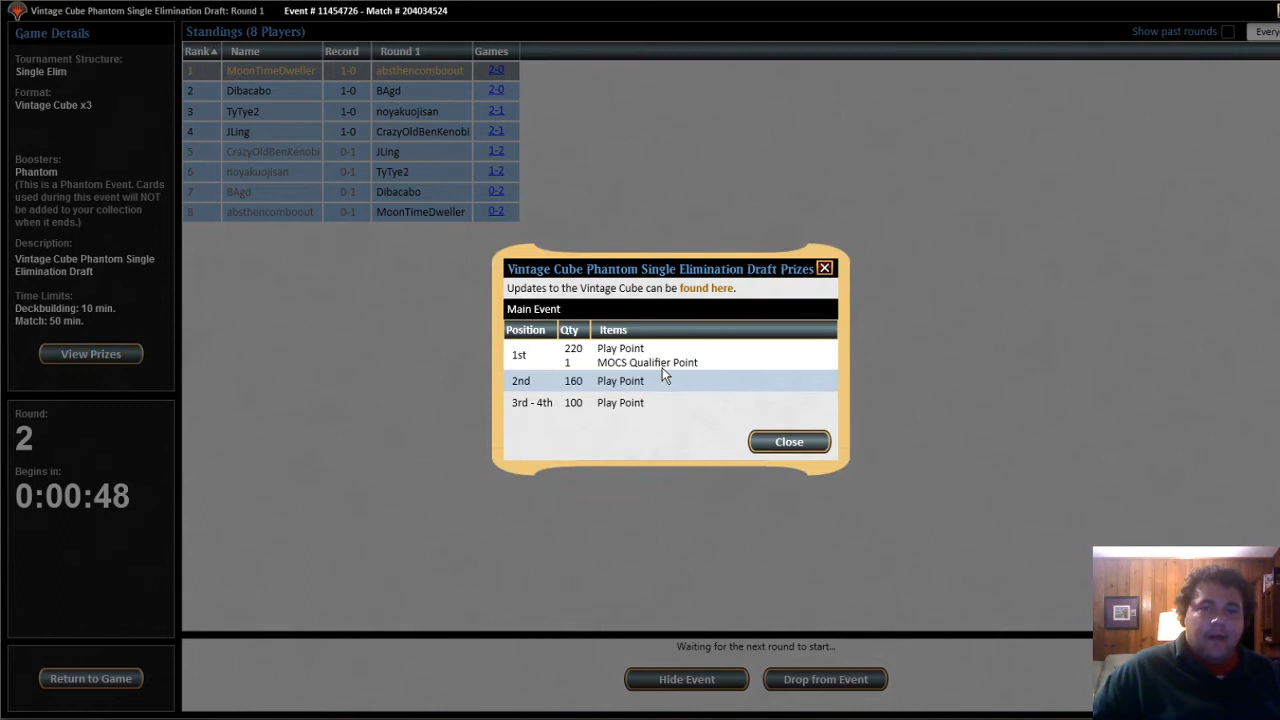 Vintage Cube Phantom Single Elimination Draft: Round 1 Event # 11454726 - Match # 204034524
Game Details
Tournament Structure:
Single Elim
Format:
Vintage Cube x3
Boosters:
Phantom
(This is a Phantom Event. Cards
used during this event will NOT
be added to your collection
when it ends.)
Description:
Vintage Cube Phantom Single
Elimination Draft
Time Limits:
Deckbuilding: 10 min.
Match: 50 min.
View Prizes
Round:
2
Begins in:
0:00:48
Return to Game
Standings (8 Players)
Show past rounds
Every
Rank Name Record Round 1 Games
1 MoonTimeDweller 1-0 absthencomboout 2-0
2 Dibacabo 1-0 BAgd 2-0
3 TyTye2 1-0 noyakuojisan 2-1
4 JLing 1-0 CrazyOldBenKenobi 2-1
5 CrazyOldBenKenobi 0-1 JLing 1-2
6 noyakuojisan 0-1 TyTye2 1-2
7 BAgd 0-1 Dibacabo 0-2
8 absthencomboout 0-1 MoonTimeDweller 0-2
Vintage Cube Phantom Single Elimination Draft Prizes
Updates to the Vintage Cube can be found here.
Main Event
Position Qty Items
1st 220 Play Point
1 MOCS Qualifier Point
2nd 160 Play Point
3rd - 4th 100 Play Point
Close
Waiting for the next round to start...
Hide Event Drop from Event